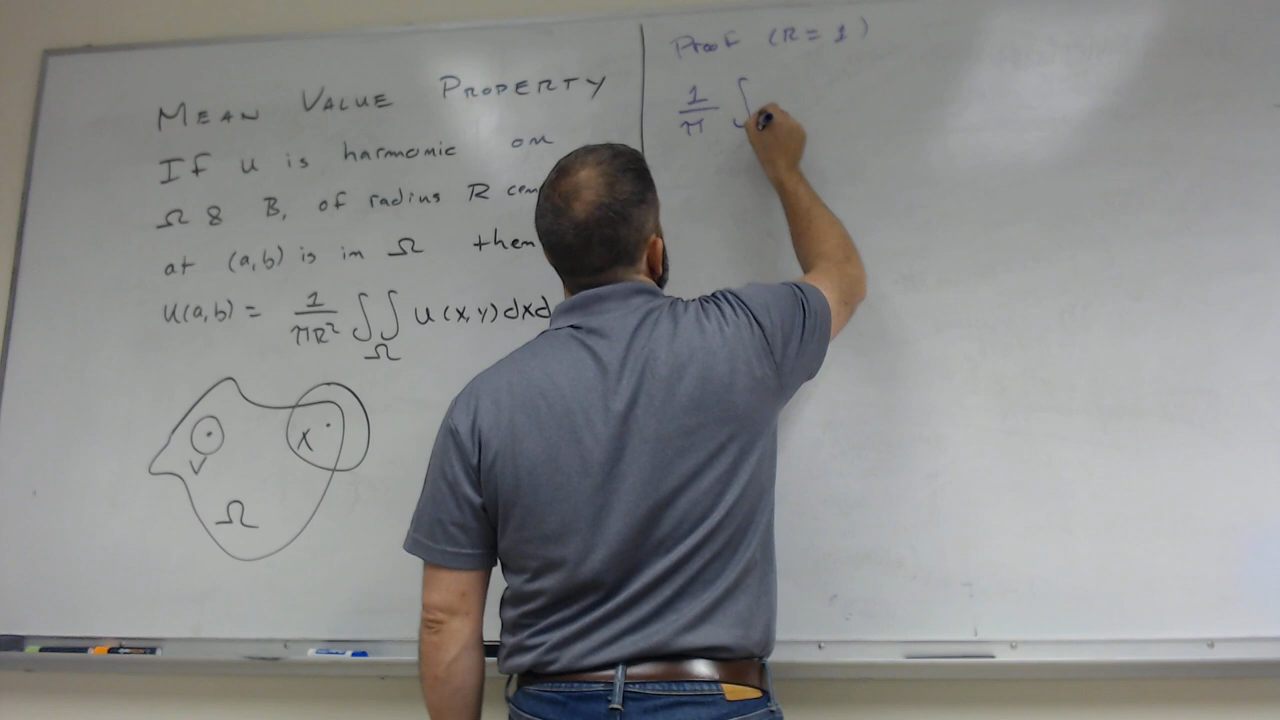 MEAN VALUE PROPERTY
If u is harmonic on
Ω & B, of radius R cen
at (a,b) is in Ω then
u(a,b) = 1/πR² ∬_Ω u(x,y)dxd
X
Ω
Proof (R = 1)
1/π ∫